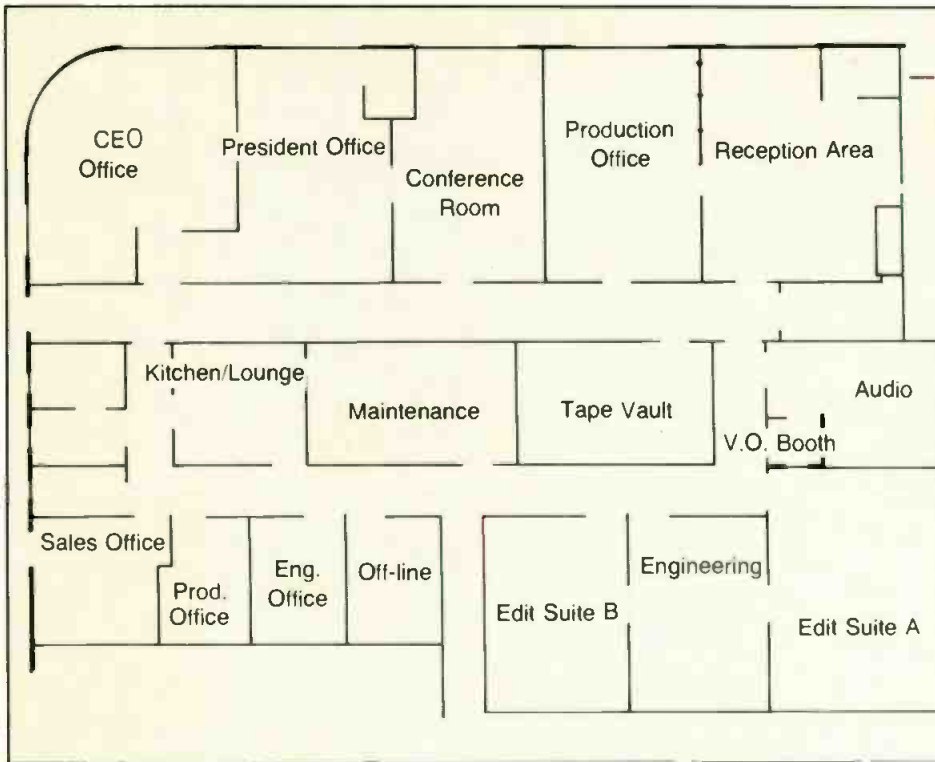 CEO
Office
President Office
Conference
Room
Production
Office
Reception Area
Kitchen/Lounge
Maintenance
Tape Vault
V.O. Booth
Audio
Sales Office
Prod.
Office
Eng.
Office
Off-line
Edit Suite B
Engineering
Edit Suite A